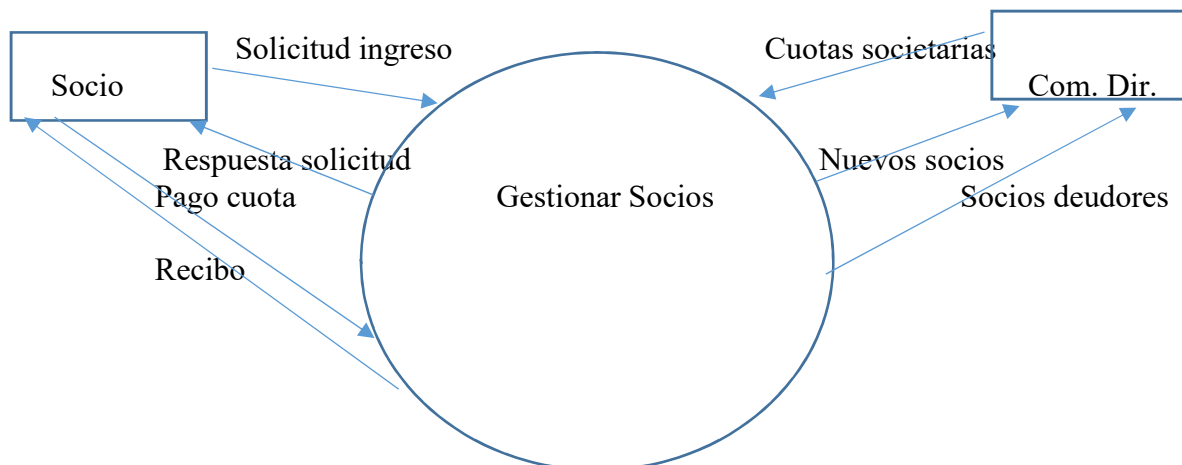 Solicitud ingreso
Cuotas societarias
Socio
Com. Dir.
Respuesta solicitud
Nuevos socios
Pago cuota
Gestionar Socios
Socios deudores
Recibo